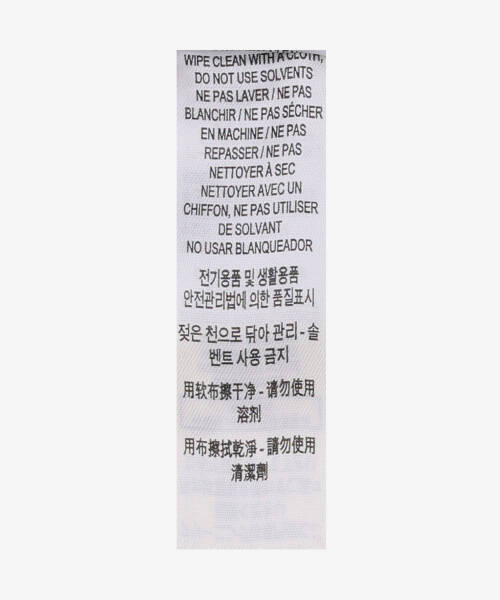 WIPE CLEAN WITH A CLOTH,
DO NOT USE SOLVENTS
NE PAS LAVER / NE PAS
BLANCHIR / NE PAS SÉCHER
EN MACHINE / NE PAS
REPASSER / NE PAS
NETTOYER À SEC
NETTOYER AVEC UN
CHIFFON, NE PAS UTILISER
DE SOLVANT
NO USAR BLANQUEADOR
전기용품 및 생활용품
안전관리법에 의한 품질표시
젖은 천으로 닦아 관리 - 솔
벤트 사용 금지
用软布擦干净 - 请勿使用
溶剂
用布擦拭乾淨 - 請勿使用
清潔劑